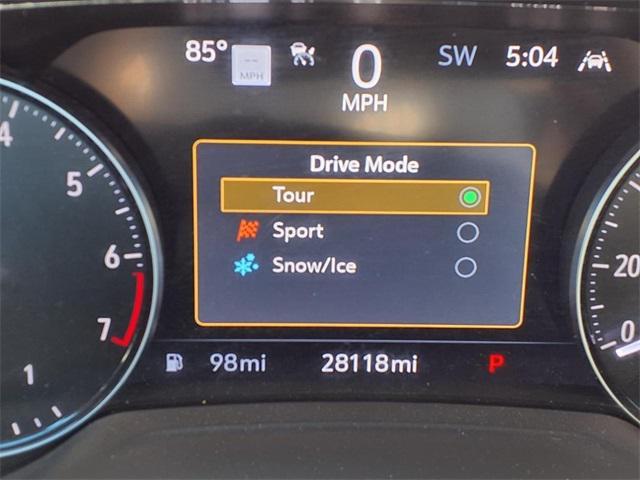 85° 0 SW 5:04
-- MPH
MPH
Drive Mode
Tour
Sport
Snow/Ice
98mi 28118mi P
4
5
6
7
1
20
0